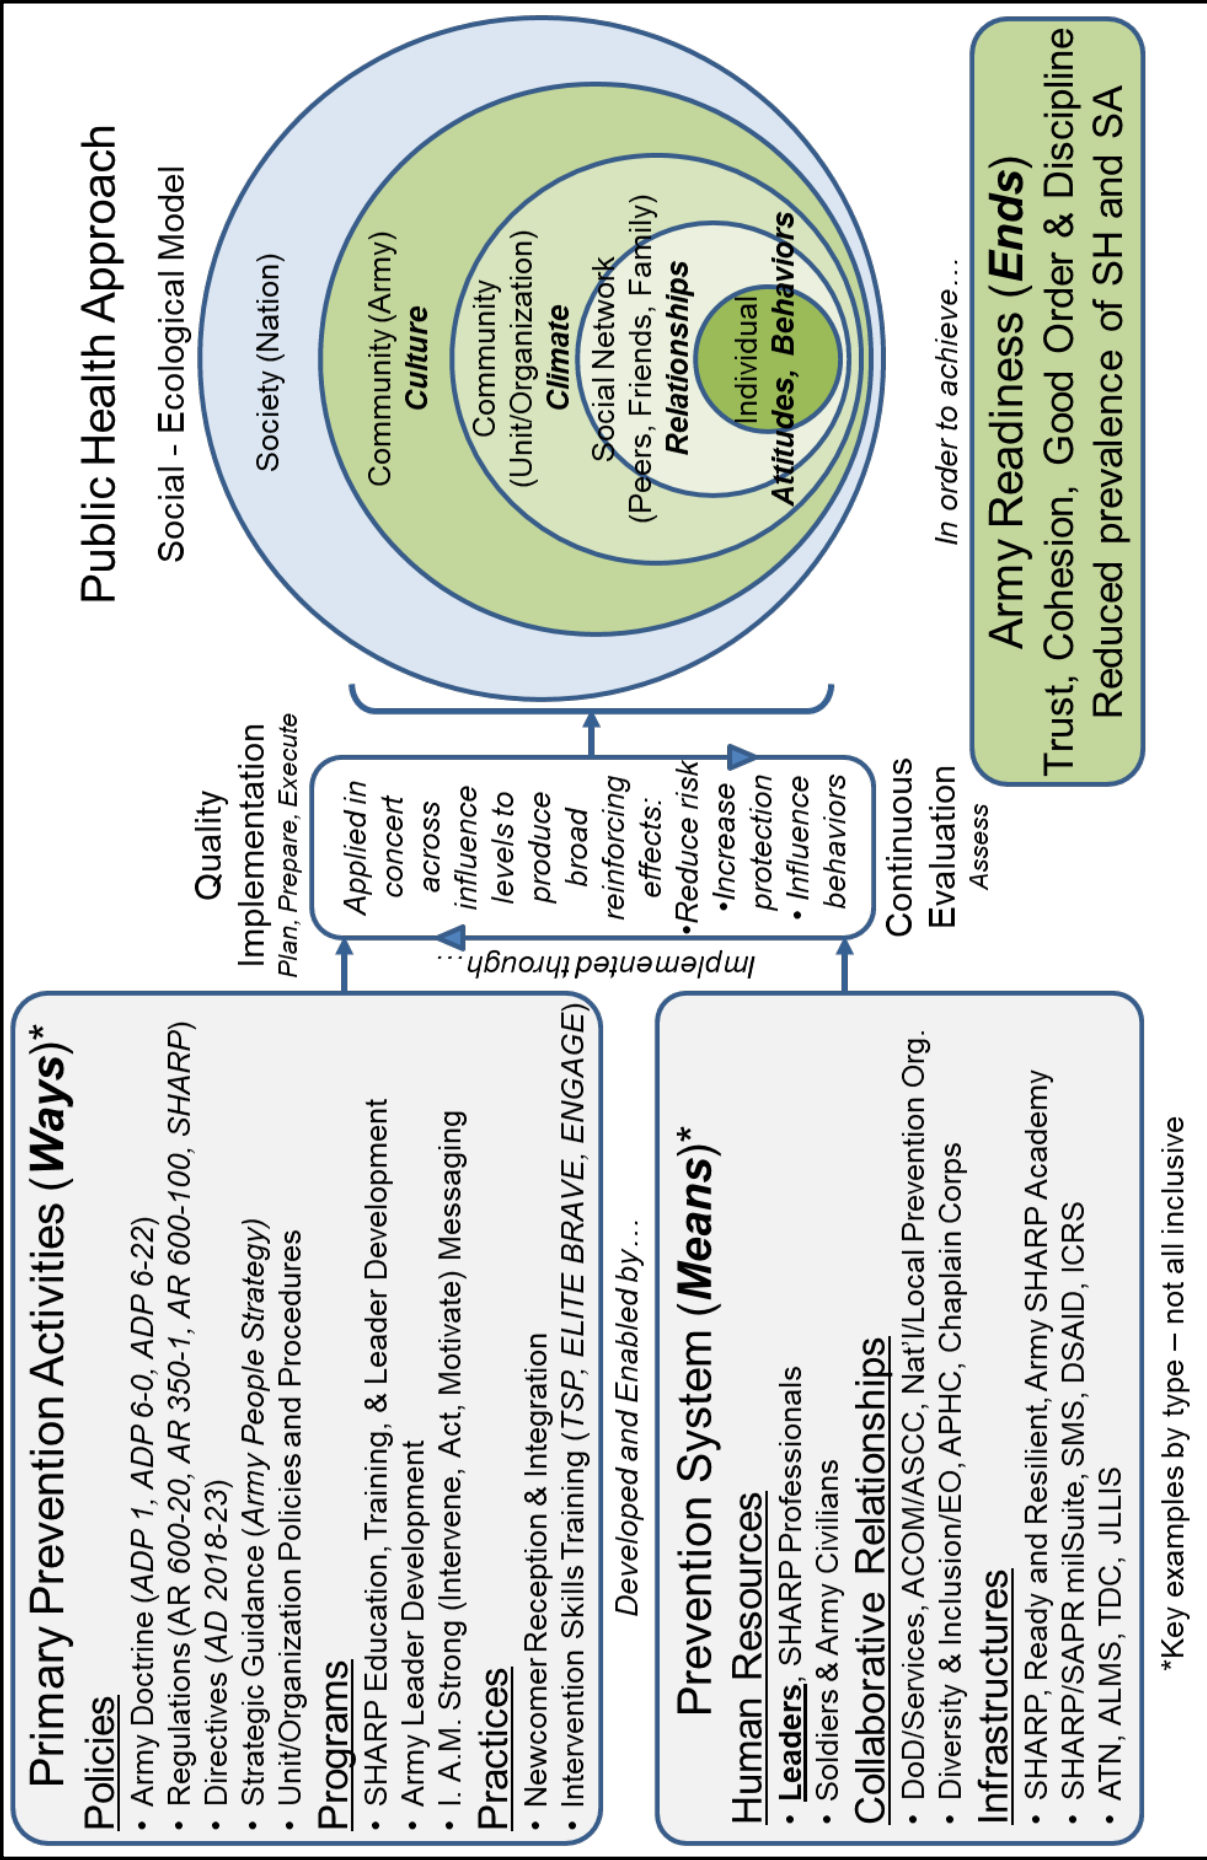 Primary Prevention Activities (Ways)*
Policies
• Army Doctrine (ADP 1, ADP 6-0, ADP 6-22)
• Regulations (AR 600-20, AR 350-1, AR 600-100, SHARP)
• Directives (AD 2018-23)
• Strategic Guidance (Army People Strategy)
• Unit/Organization Policies and Procedures
Programs
• SHARP Education, Training, & Leader Development
• Army Leader Development
• I. A.M. Strong (Intervene, Act, Motivate) Messaging
Practices
• Newcomer Reception & Integration
• Intervention Skills Training (TSP, ELITE BRAVE, ENGAGE)
Developed and Enabled by…
Prevention System (Means)*
Human Resources
• Leaders, SHARP Professionals
• Soldiers & Army Civilians
Collaborative Relationships
• DoD/Services, ACOM/ASCC, Nat'l/Local Prevention Org.
• Diversity & Inclusion/EO, APHC, Chaplain Corps
Infrastructures
• SHARP, Ready and Resilient, Army SHARP Academy
• SHARP/SAPR milSuite, SMS, DSAID, ICRS
• ATN, ALMS, TDC, JLLIS
*Key examples by type – not all inclusive
Implemented through…
Quality
Implementation
Plan, Prepare, Execute
Applied in
concert
across
influence
levels to
produce
broad
reinforcing
effects:
•Reduce risk
•Increase
protection
• Influence
behaviors
Continuous
Evaluation
Assess
Public Health Approach
Social - Ecological Model
Society (Nation)
Community (Army)
Culture
Community
(Unit/Organization)
Climate
Social Network
(Peers, Friends, Family)
Relationships
Individual
Attitudes, Behaviors
In order to achieve…
Army Readiness (Ends)
Trust, Cohesion, Good Order & Discipline
Reduced prevalence of SH and SA